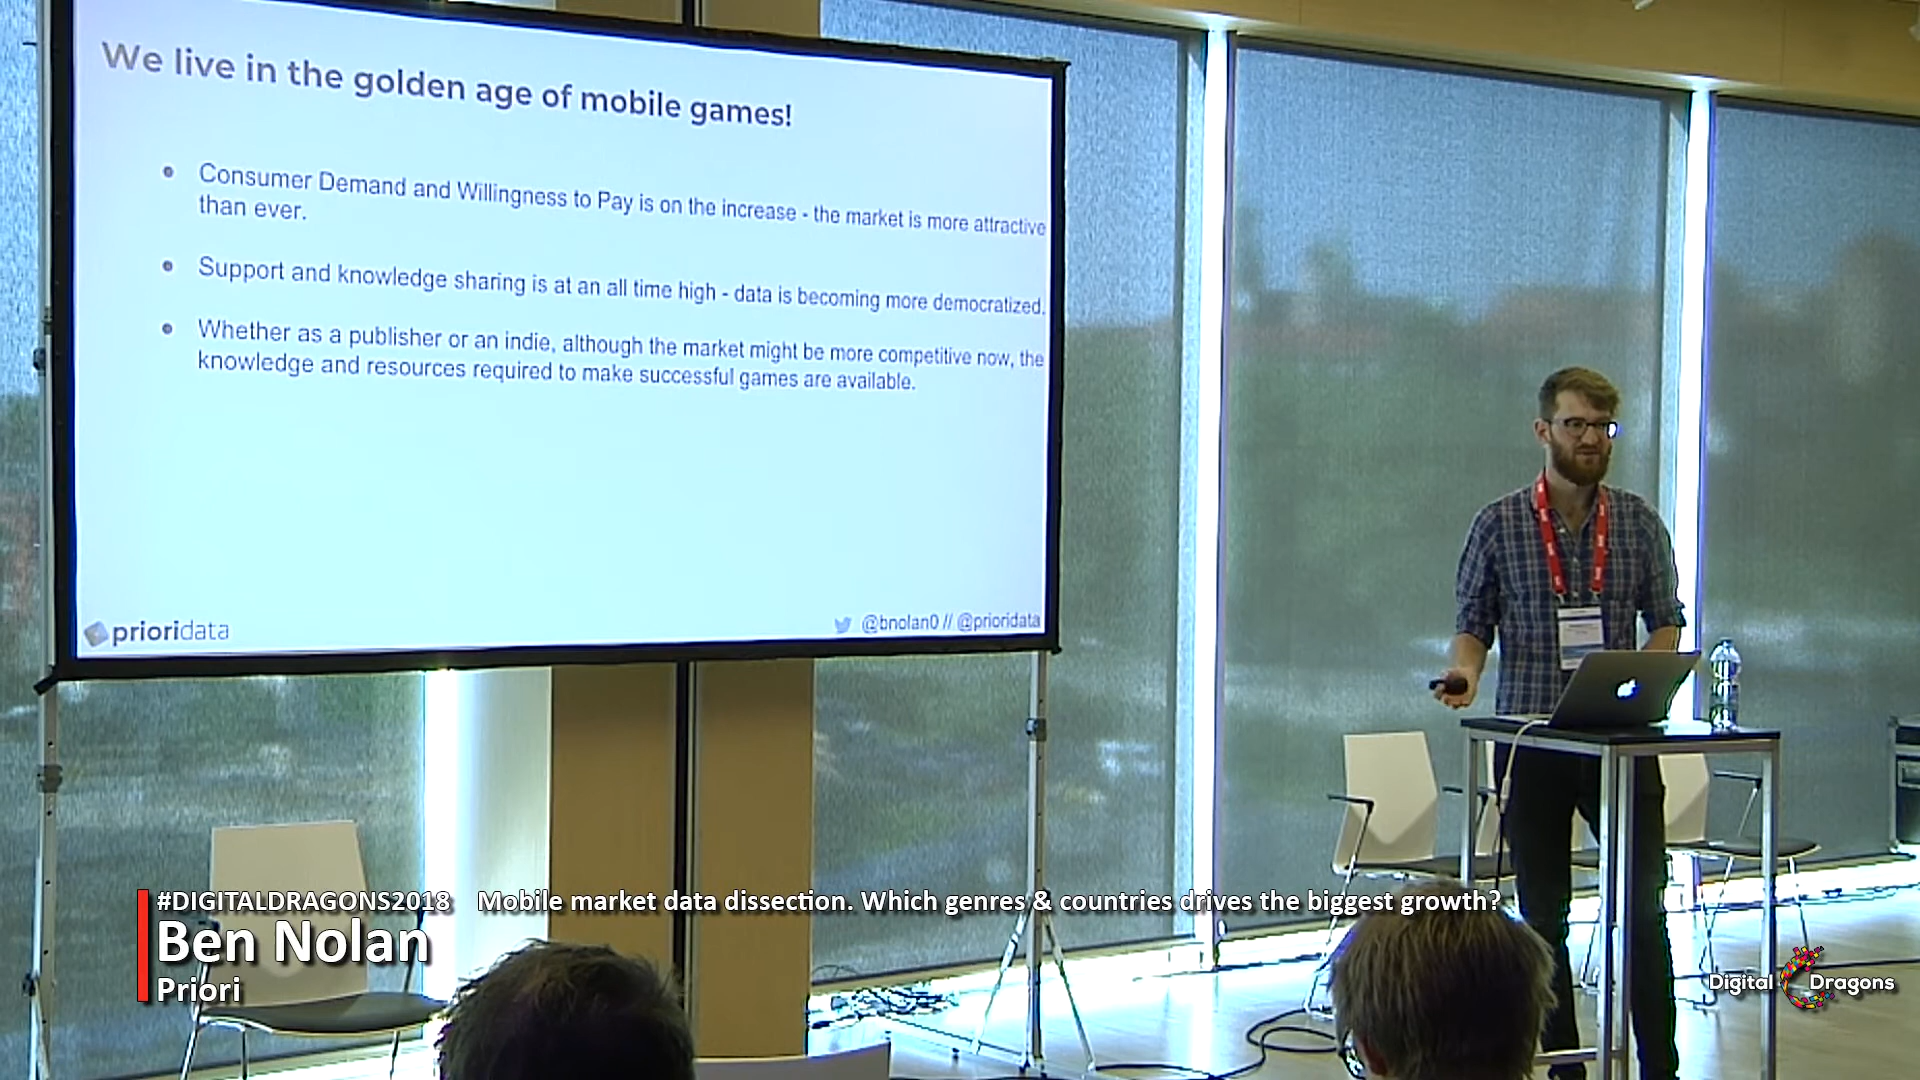 We live in the golden age of mobile games!
Consumer Demand and Willingness to Pay is on the increase - the market is more attractive
than ever.
Support and knowledge sharing is at an all time high - data is becoming more democratized.
Whether as a publisher or an indie, although the market might be more competitive now, the
knowledge and resources required to make successful games are available.
prioridata
@bnolan0 // @prioridata
#DIGITALDRAGONS2018 Mobile market data dissection. Which genres & countries drives the biggest growth?
Ben Nolan
Priori
Digital Dragons